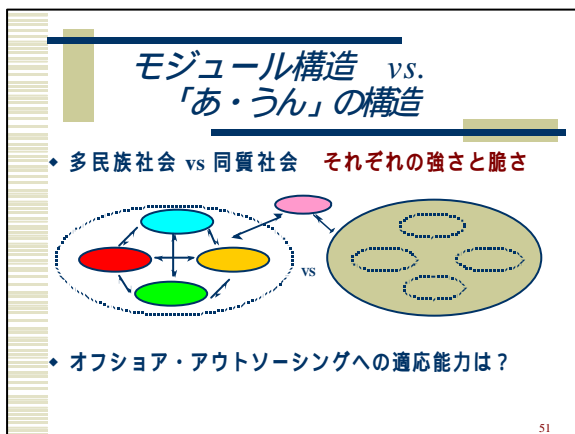 モジュール構造 vs.
「あ・うん」の構造
多民族社会 vs 同質社会 それぞれの強さと脆さ
vs
オフショア・アウトソーシングへの適応能力は？
51